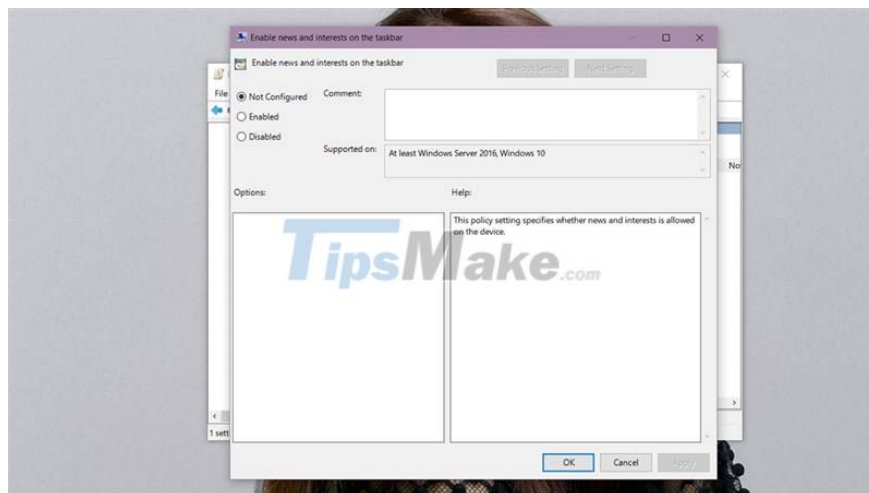 Enable news and interests on the taskbar
Enable news and interests on the taskbar
Previous Setting
Next Setting
File
Not Configured
Comment:
Enabled
Disabled
Supported on:
At least Windows Server 2016, Windows 10
No
Options:
Help:
This policy setting specifies whether news and interests is allowed
on the device.
TipsMake.com
1 sett
OK
Cancel
Apply